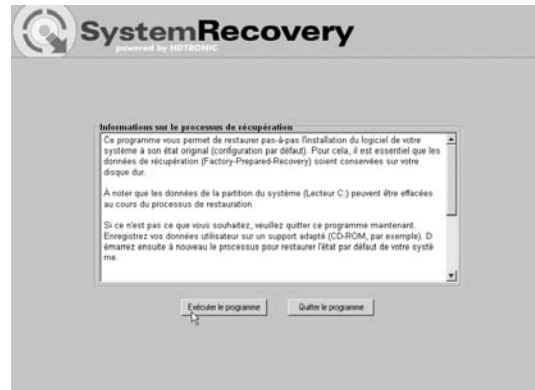 SystemRecovery
powered by HDTRONIC
Informations sur le processus de récupération
Ce programme vous permet de restaurer pas-à-pas l'installation du logiciel de votre
système à son état original (configuration par défaut). Pour cela, il est essentiel que les
données de récupération (Factory-Prepared-Recovery) soient conservées sur votre
disque dur.
À noter que les données de la partition du système (Lecteur C:) peuvent être effacées
au cours du processus de restauration.
Si ce n'est pas ce que vous souhaitez, veuillez quitter ce programme maintenant.
Enregistrez vos données utilisateur sur un support adapté (CD-ROM, par exemple). D
émarrez ensuite à nouveau le processus pour restaurer l'état par défaut de votre systè
me.
Exécuter le programme
Quitter le programme